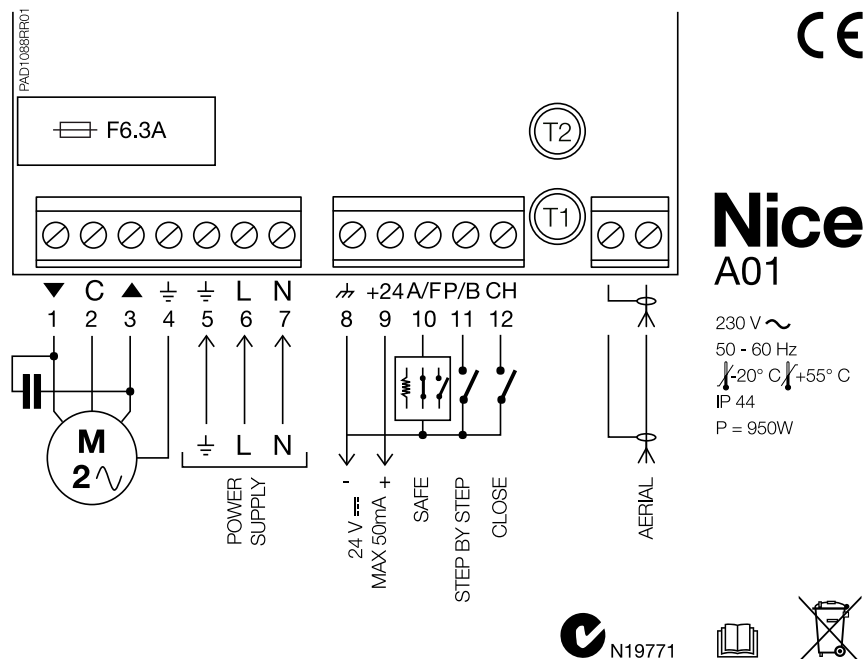 PAD1088RR01
F6.3A
T2
T1
▼ C ▲ ⏚ ⏚ L N
1 2 3 4 5 6 7
+24 A/F P/B CH
8 9 10 11 12
M
2
L N
POWER
SUPPLY
24 V - 
MAX 50mA +
SAFE
STEP BY STEP
CLOSE
AERIAL
CE
Nice
A01
230 V ~
50 - 60 Hz
-20° C +55° C
IP 44
P = 950W
N19771